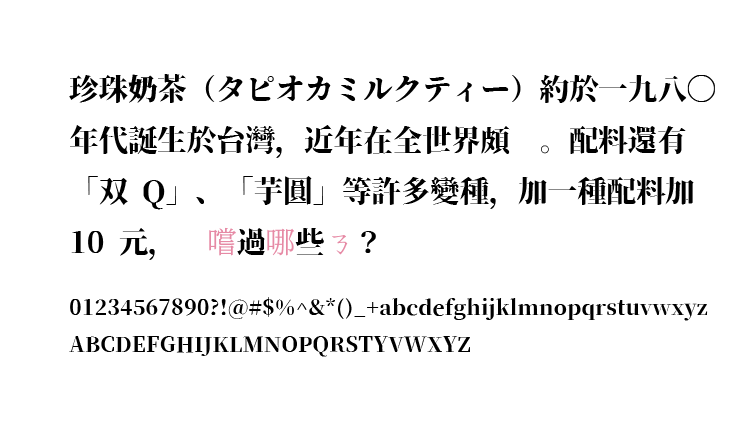 珍珠奶茶（タピオカミルクティー）約於一九八〇
年代誕生於台灣，近年在全世界頗　。配料還有
「双 Q」、「芋圓」等許多變種，加一種配料加
10 元，　嚐過哪些ㄋ？
01234567890?!@#$%^&*()_+abcdefghijklmnopqrstuvwxyz
ABCDEFGHIJKLMNOPQRSTYVWXYZ